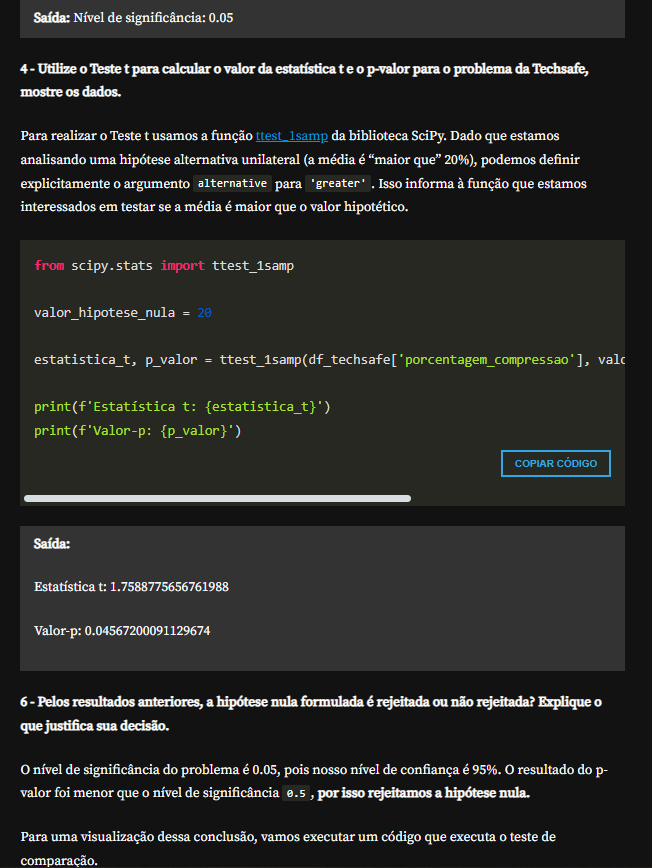 Saída: Nível de significância: 0.05
4 - Utilize o Teste t para calcular o valor da estatística t e o p-valor para o problema da Techsafe,
mostre os dados.
Para realizar o Teste t usamos a função ttest_1samp da biblioteca SciPy. Dado que estamos
analisando uma hipótese alternativa unilateral (a média é “maior que” 20%), podemos definir
explicitamente o argumento alternative para 'greater'. Isso informa à função que estamos
interessados em testar se a média é maior que o valor hipotético.
from scipy.stats import ttest_1samp
valor_hipotese_nula = 20
estatistica_t, p_valor = ttest_1samp(df_techsafe['porcentagem_compressao'], valo
print(f'Estatística t: {estatistica_t}')
print(f'Valor-p: {p_valor}')
COPIAR CÓDIGO
Saída:
Estatística t: 1.7588775656761988
Valor-p: 0.04567200091129674
6 - Pelos resultados anteriores, a hipótese nula formulada é rejeitada ou não rejeitada? Explique o
que justifica sua decisão.
O nível de significância do problema é 0.05, pois nosso nível de confiança é 95%. O resultado do p-
valor foi menor que o nível de significância 0.5, por isso rejeitamos a hipótese nula.
Para uma visualização dessa conclusão, vamos executar um código que executa o teste de
comparação.